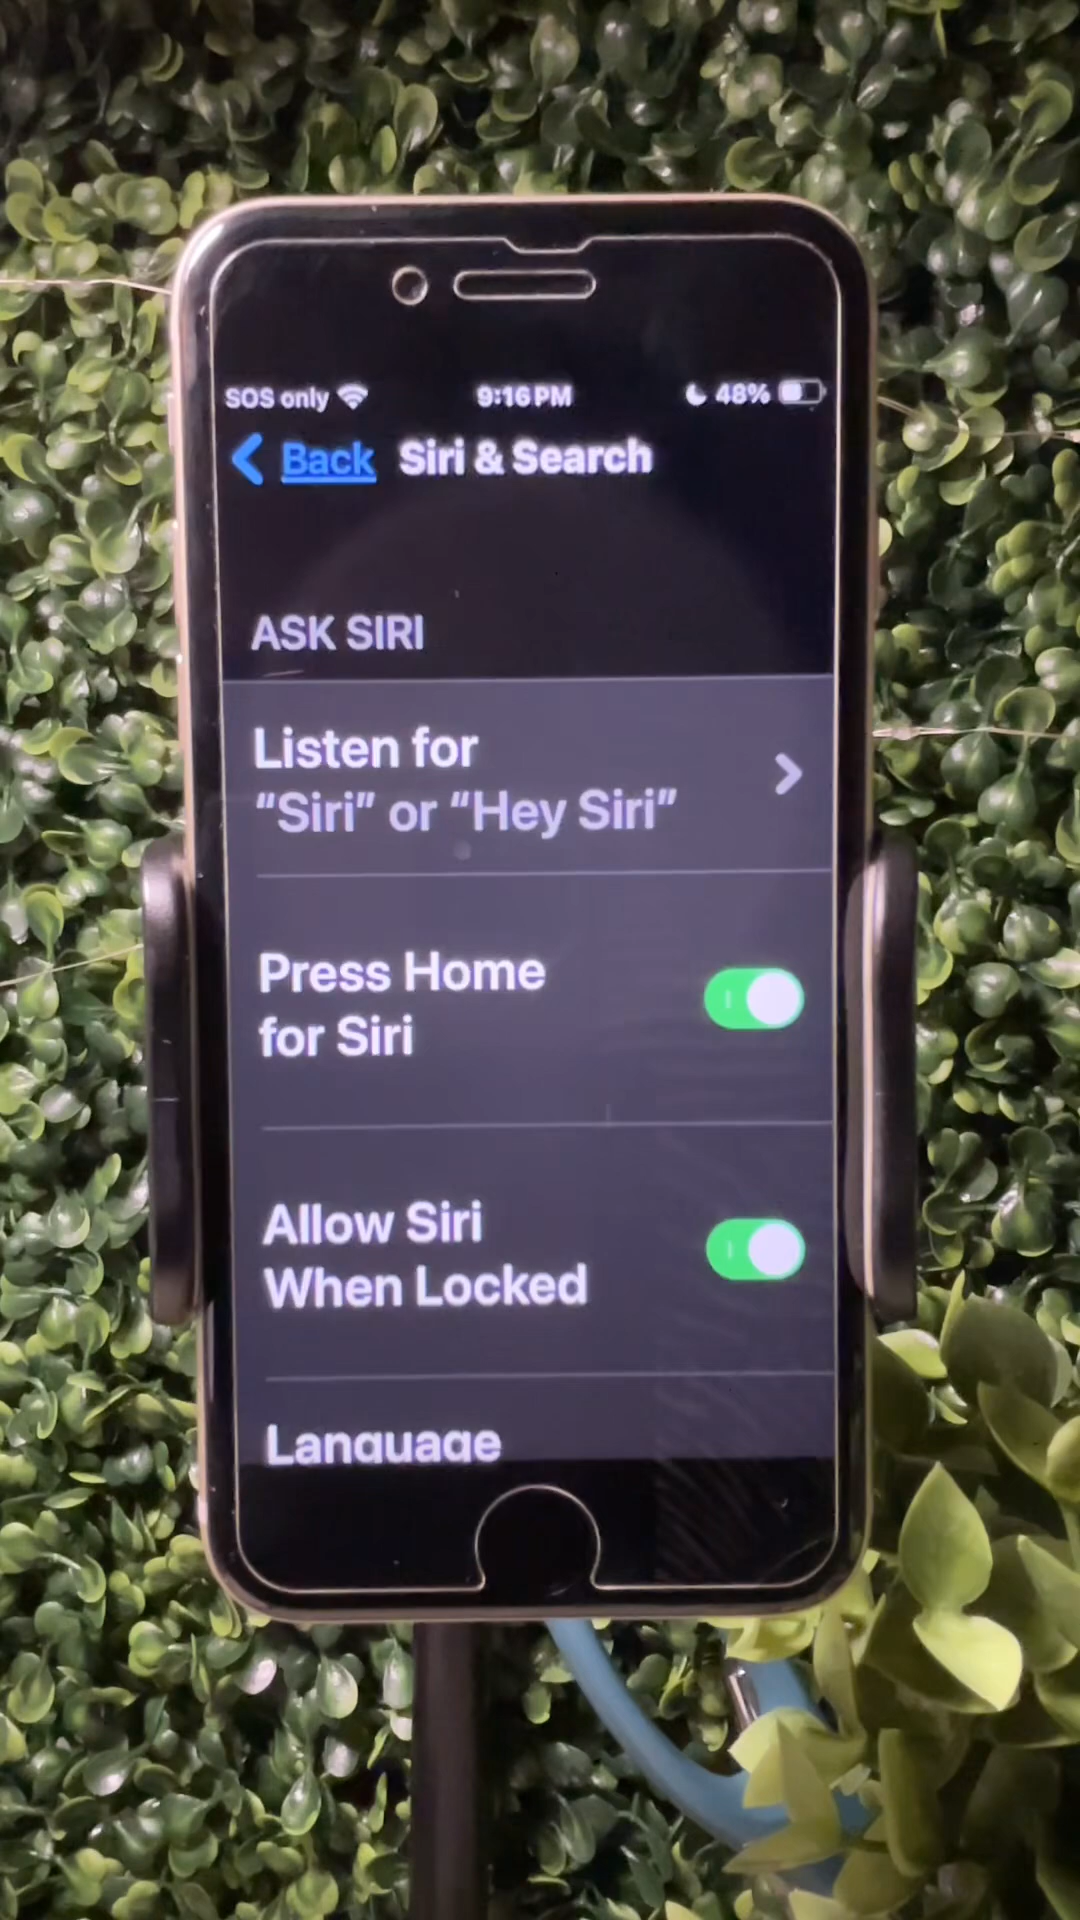 SOS only 9:16 PM 48%
Back Siri & Search
ASK SIRI
Listen for
“Siri” or “Hey Siri”
Press Home
for Siri
Allow Siri
When Locked
Language